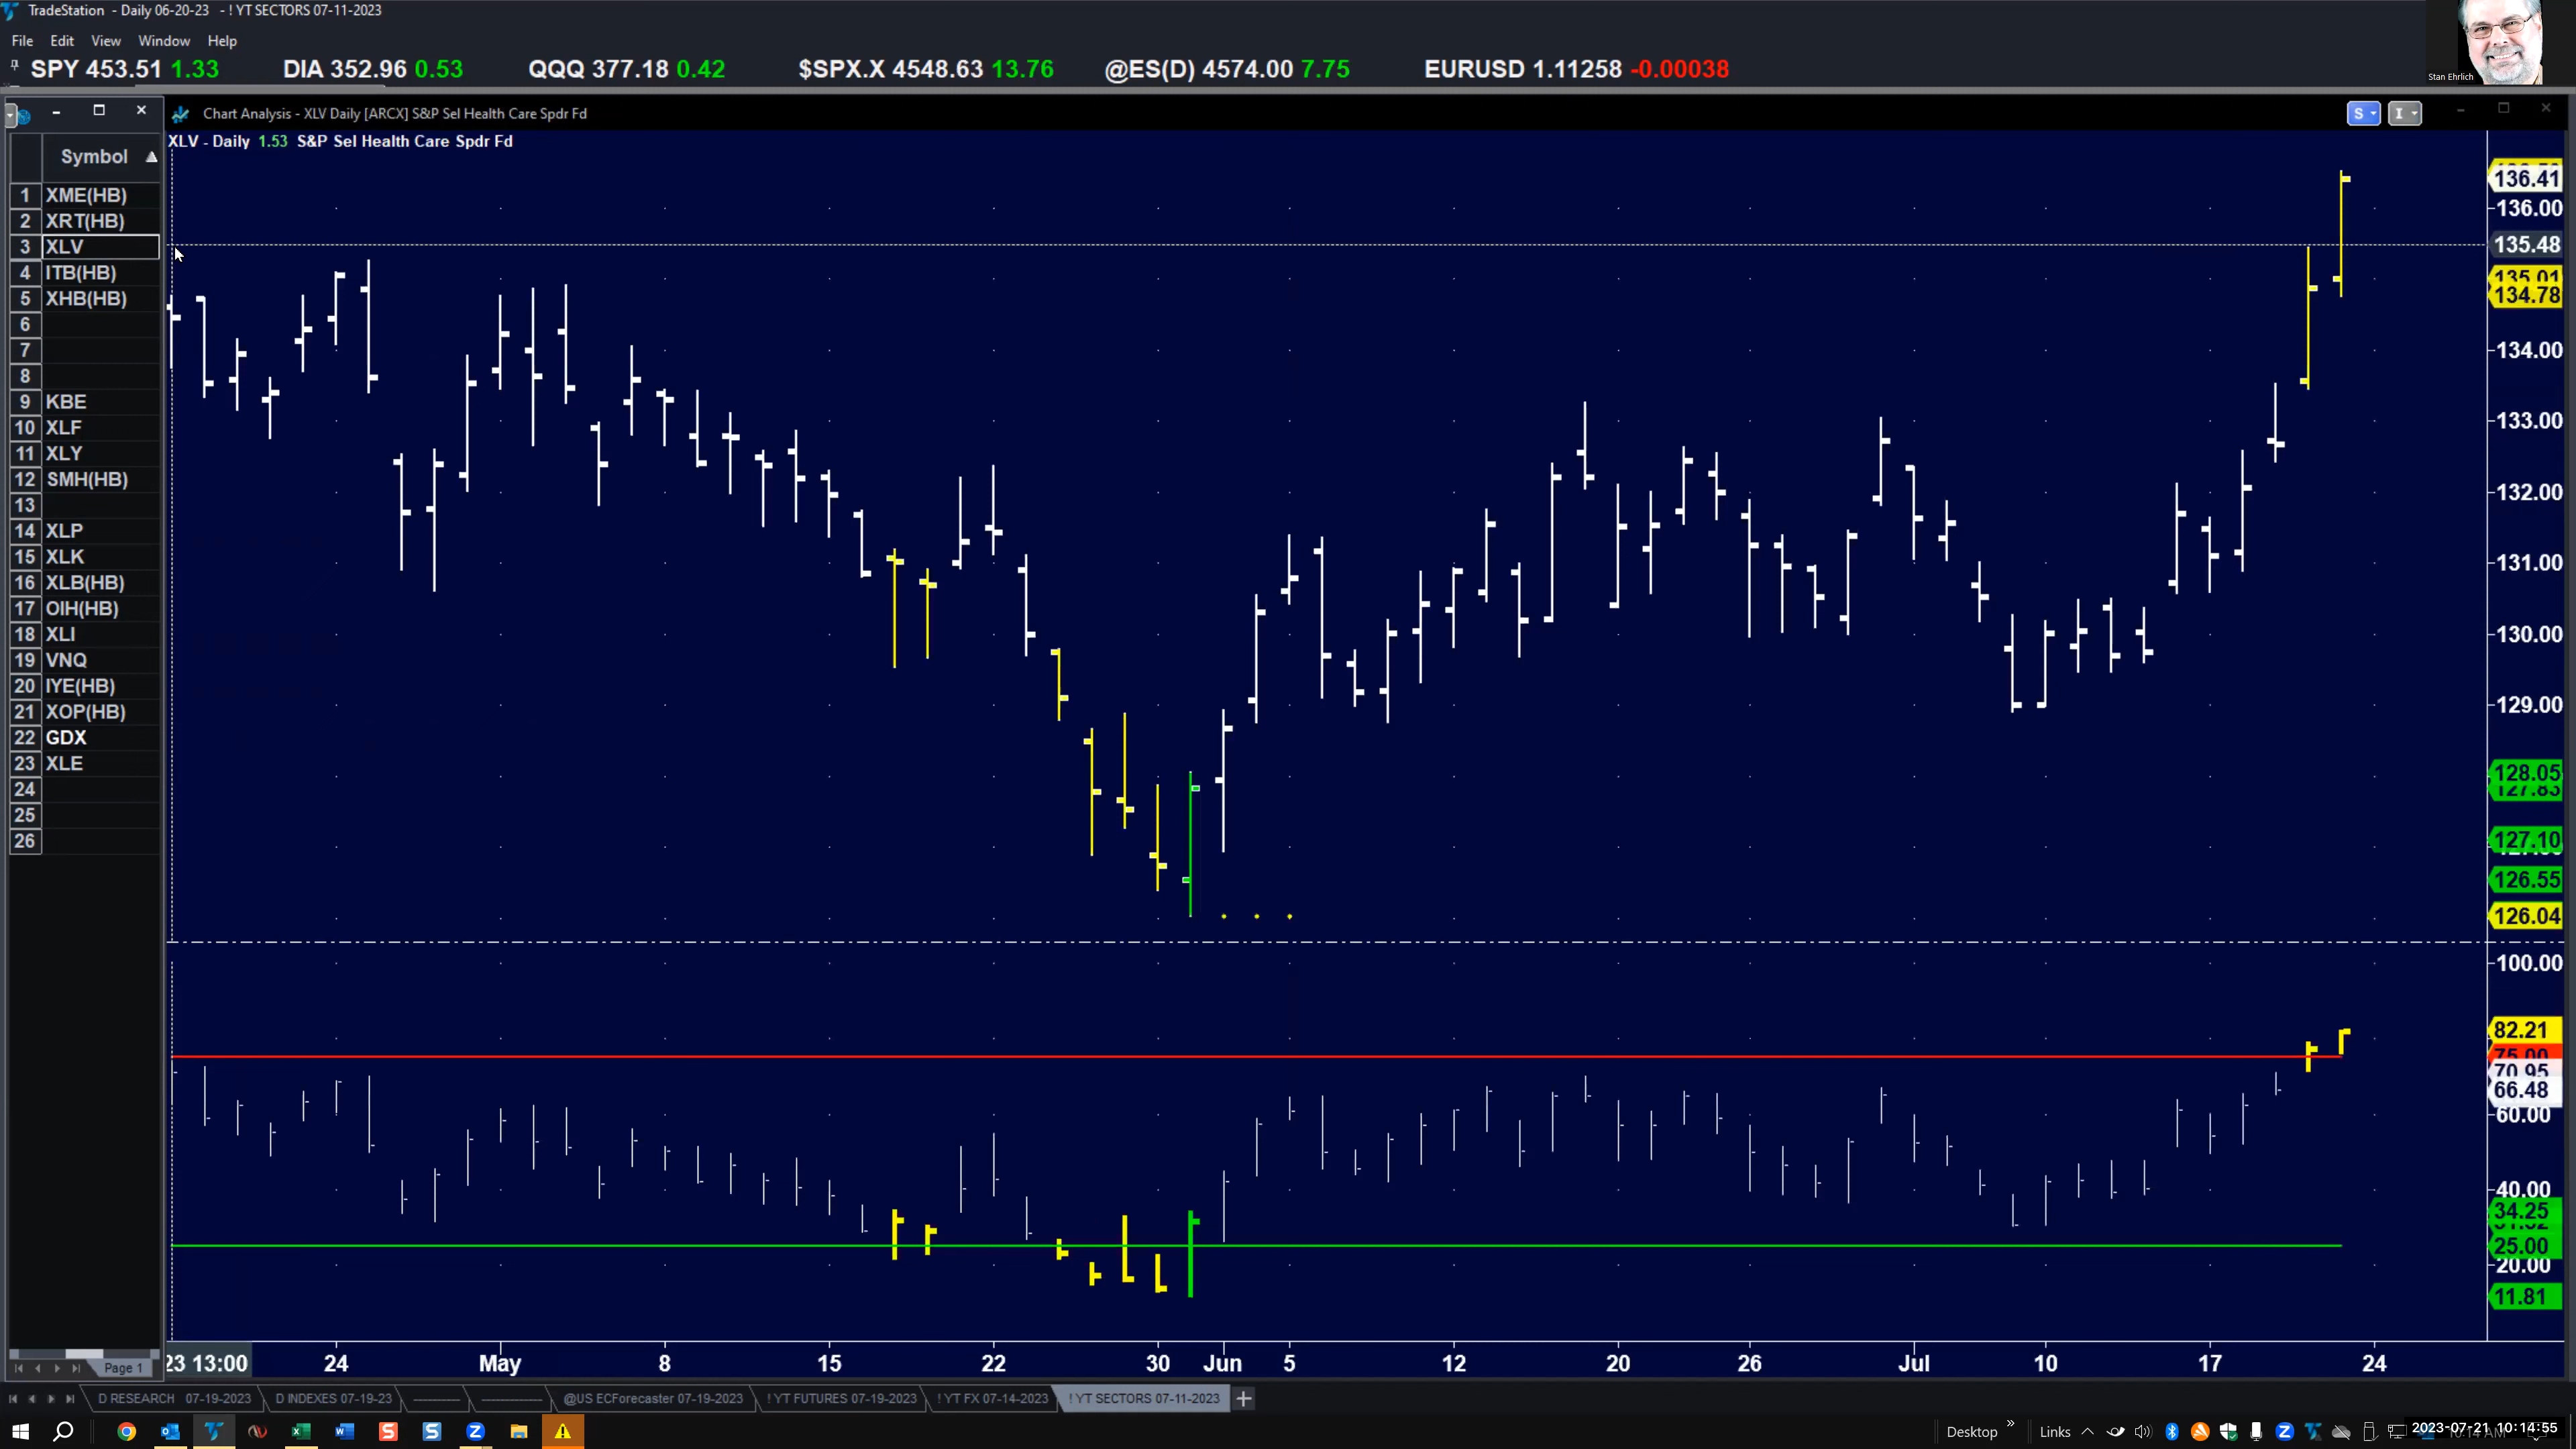 TradeStation - Daily 06-20-23 - ! YT SECTORS 07-11-2023
File Edit View Window Help
SPY 453.51 1.33 DIA 352.96 0.53 QQQ 377.18 0.42 $SPX.X 4548.63 13.76 @ES(D) 4574.00 7.75 EURUSD 1.11258 -0.00038
Stan Ehrlich
Chart Analysis - XLV Daily [ARCX] S&P Sel Health Care Spdr Fd
S I
XLV - Daily 1.53 S&P Sel Health Care Spdr Fd
Symbol
1 XME(HB)
2 XRT(HB)
3 XLV
4 ITB(HB)
5 XHB(HB)
6
7
8
9 KBE
10 XLF
11 XLY
12 SMH(HB)
13
14 XLP
15 XLK
16 XLB(HB)
17 OIH(HB)
18 XLI
19 VNQ
20 IYE(HB)
21 XOP(HB)
22 GDX
23 XLE
24
25
26
136.41
136.00
135.48
135.01
134.78
134.00
133.00
132.00
131.00
130.00
129.00
128.05
127.83
127.10
126.55
126.04
100.00
82.21
75.00
70.95
66.48
60.00
40.00
34.25
25.00
20.00
11.81
23 13:00 24 May 8 15 22 30 Jun 5 12 20 26 Jul 10 17 24
Page 1
D RESEARCH 07-19-2023 D INDEXES 07-19-23 @US ECForecaster 07-19-2023 ! YT FUTURES 07-19-2023 ! YT FX 07-14-2023 ! YT SECTORS 07-11-2023
Desktop Links 2023-07-21, 10:14:55